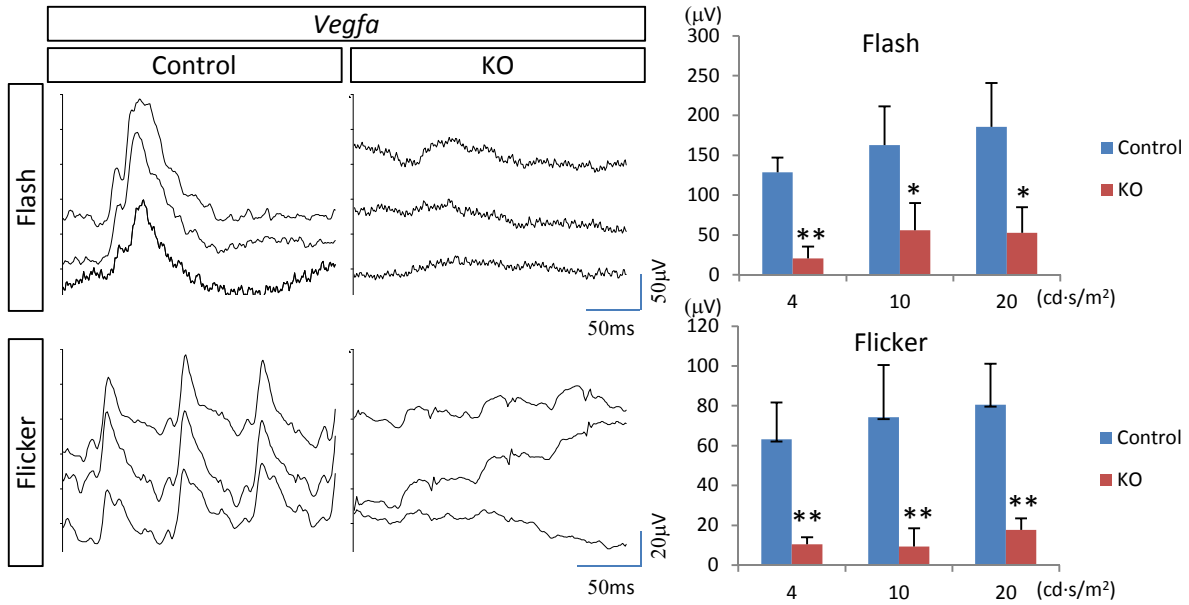 Vegfa
Control
KO
Flash
50μV
50ms
Flicker
20μV
50ms
(μV)
Flash
300
250
200
150
100
50
0
**
*
*
4
10
20
(cd·s/m²)
Control
KO
(μV)
Flicker
120
100
80
60
40
20
0
**
**
**
4
10
20
(cd·s/m²)
Control
KO